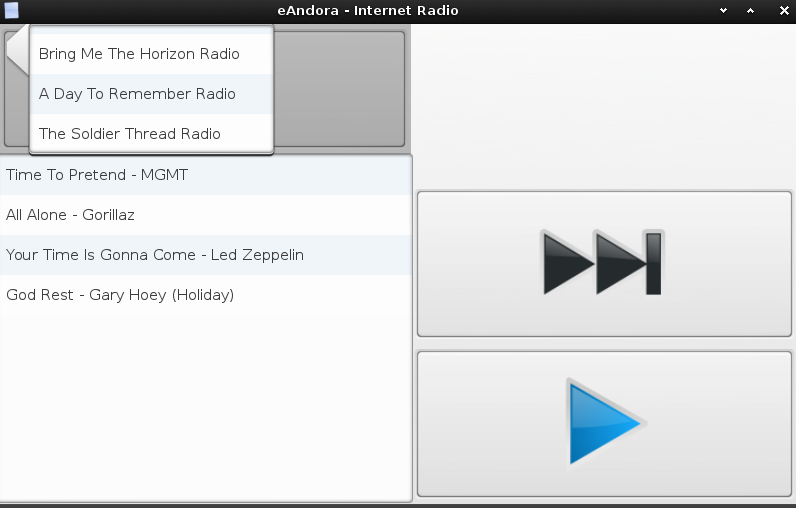 eAndora - Internet Radio
Bring Me The Horizon Radio
A Day To Remember Radio
The Soldier Thread Radio
Time To Pretend - MGMT
All Alone - Gorillaz
Your Time Is Gonna Come - Led Zeppelin
God Rest - Gary Hoey (Holiday)